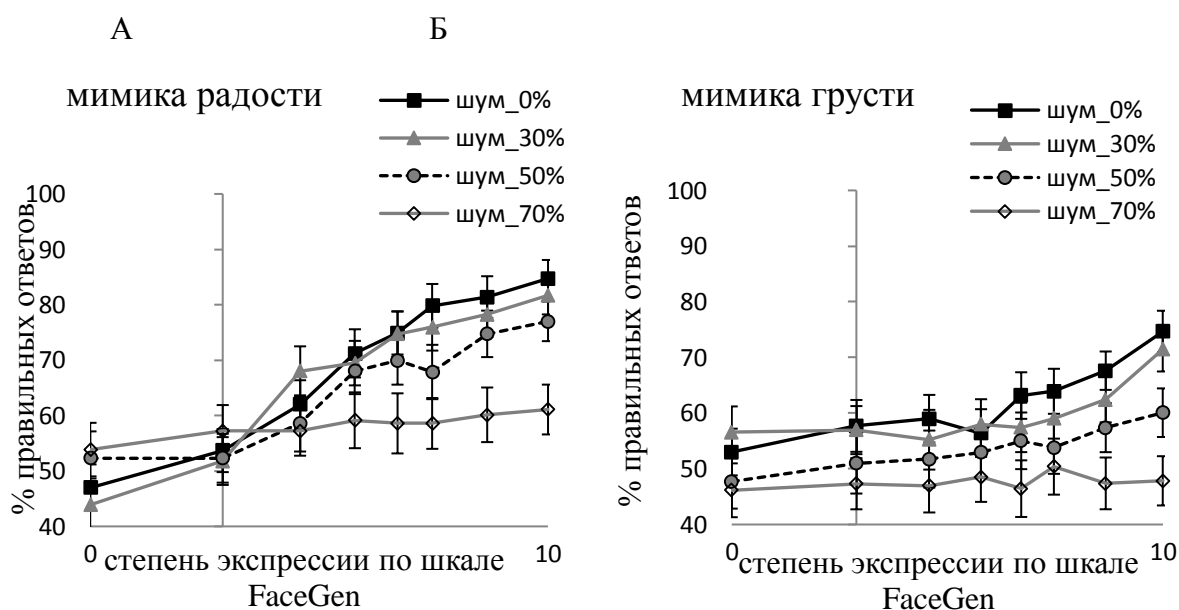 А
Б
мимика радости
шум_0%
шум_30%
шум_50%
шум_70%
% правильных ответов
100
90
80
70
60
50
40
0
10
степень экспрессии по шкале
FaceGen
мимика грусти
шум_0%
шум_30%
шум_50%
шум_70%
% правильных ответов
100
90
80
70
60
50
40
0
10
степень экспрессии по шкале
FaceGen